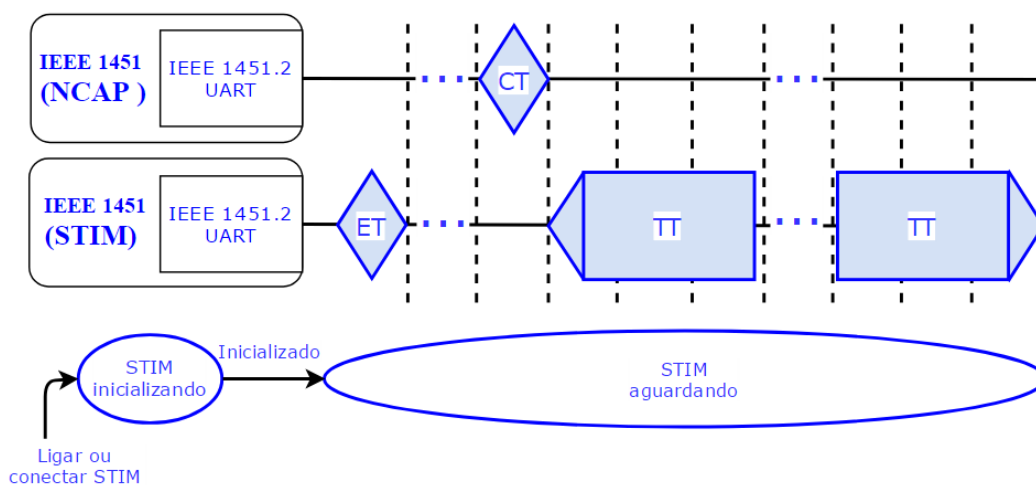 IEEE 1451
(NCAP )
IEEE 1451.2
UART
...
CT
...
IEEE 1451
(STIM)
IEEE 1451.2
UART
ET
...
TT
...
TT
STIM
inicializando
Inicializado
STIM
aguardando
Ligar ou
conectar STIM